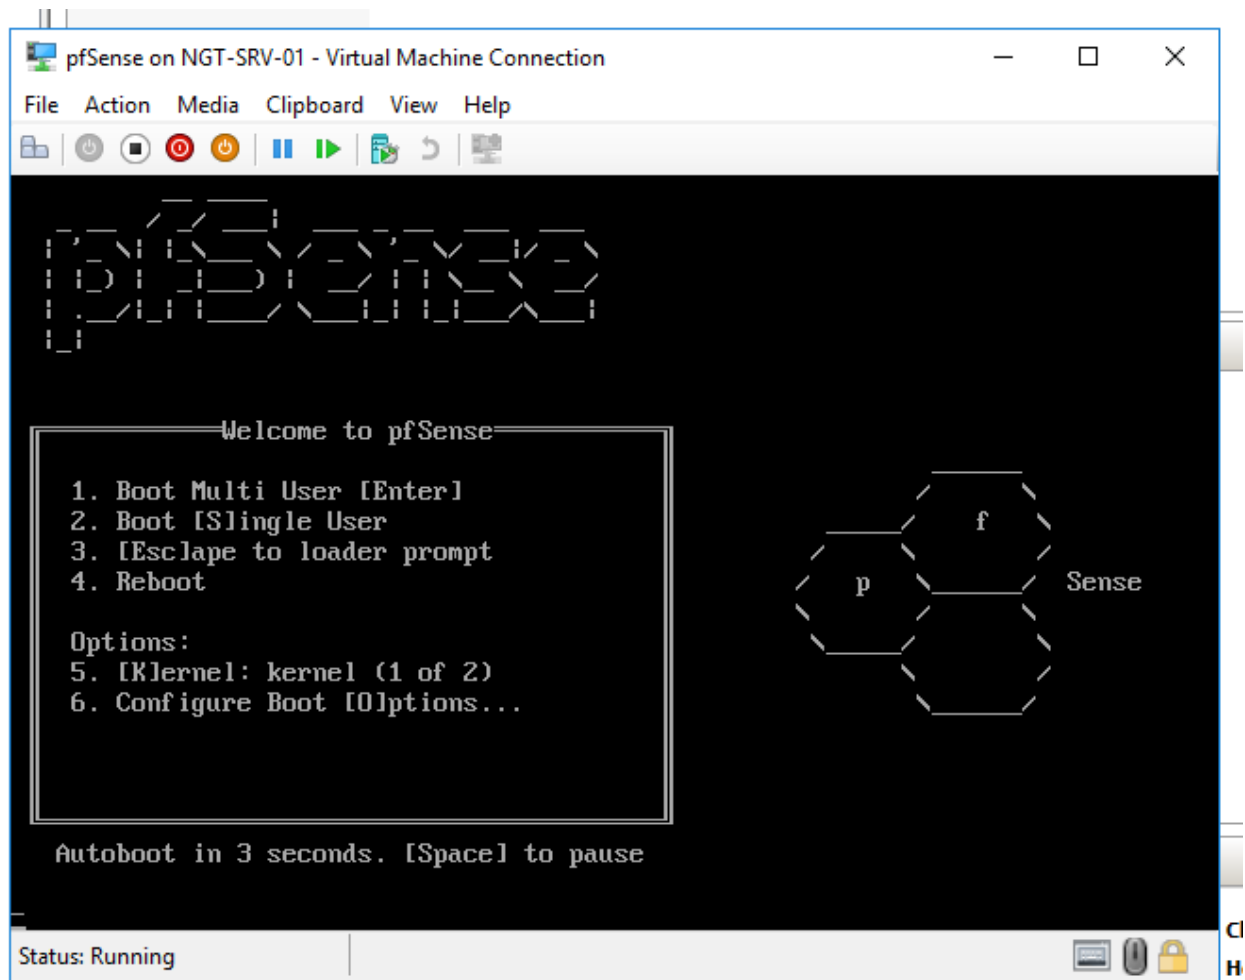 pfSense on NGT-SRV-01 - Virtual Machine Connection
File Action Media Clipboard View Help
pfSense
Welcome to pfSense
1. Boot Multi User [Enter]
2. Boot [S]ingle User
3. [Esc]ape to loader prompt
4. Reboot
Options:
5. [K]ernel: kernel (1 of 2)
6. Configure Boot [O]ptions...
f
p Sense
Autoboot in 3 seconds. [Space] to pause
Status: Running